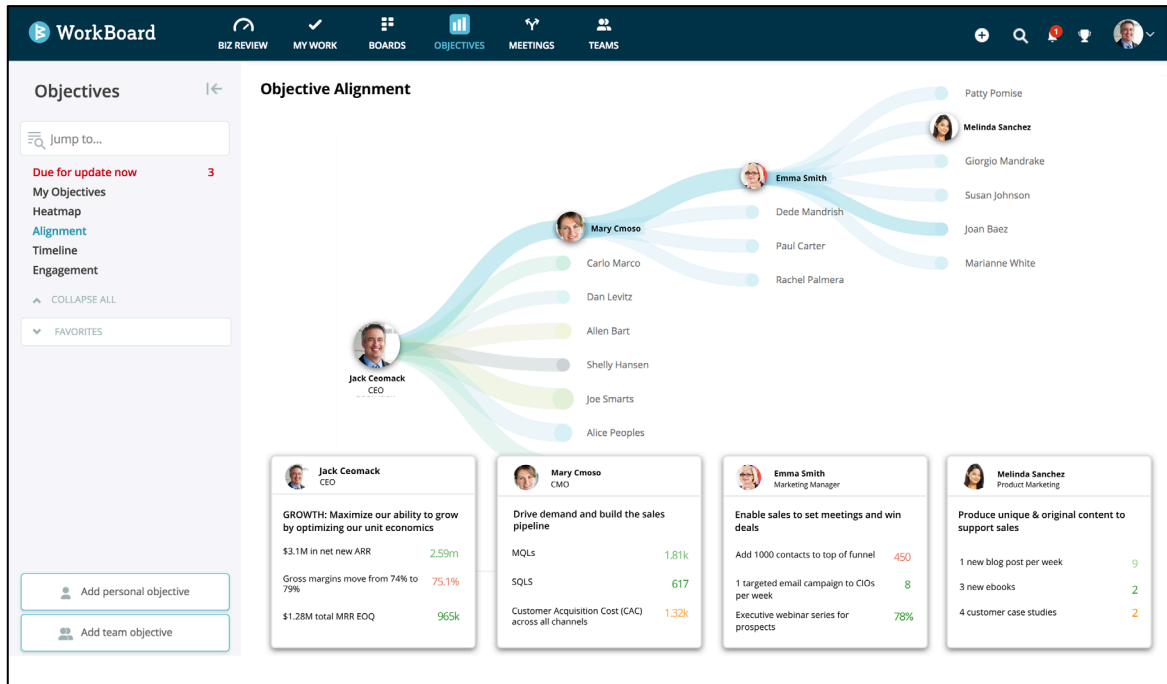 WorkBoard
BIZ REVIEW
MY WORK
BOARDS
OBJECTIVES
MEETINGS
TEAMS
1
Objectives
Jump to...
Due for update now 3
My Objectives
Heatmap
Alignment
Timeline
Engagement
COLLAPSE ALL
FAVORITES
Add personal objective
Add team objective
Objective Alignment
Jack Ceomack
CEO
Mary Cmoso
Carlo Marco
Dan Levitz
Allen Bart
Shelly Hansen
Joe Smarts
Alice Peoples
Emma Smith
Dede Mandrish
Paul Carter
Rachel Palmera
Patty Pomise
Melinda Sanchez
Giorgio Mandrake
Susan Johnson
Joan Baez
Marianne White
Jack Ceomack
CEO
GROWTH: Maximize our ability to grow
by optimizing our unit economics
$3.1M in net new ARR 2.59m
Gross margins move from 74% to
79% 75.1%
$1.28M total MRR EOQ 965k
Mary Cmoso
CMO
Drive demand and build the sales
pipeline
MQLs 1.81k
SQLS 617
Customer Acquisition Cost (CAC)
across all channels 1.32k
Emma Smith
Marketing Manager
Enable sales to set meetings and win
deals
Add 1000 contacts to top of funnel 450
1 targeted email campaign to CIOs
per week 8
Executive webinar series for
prospects 78%
Melinda Sanchez
Product Marketing
Produce unique & original content to
support sales
1 new blog post per week 9
3 new ebooks 2
4 customer case studies 2